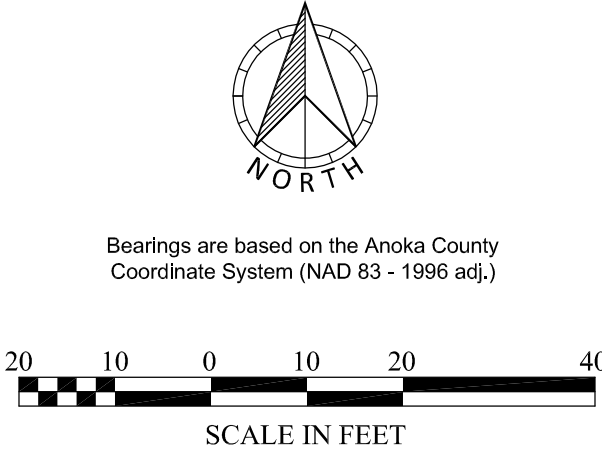 NORTH
Bearings are based on the Anoka County
Coordinate System (NAD 83 - 1996 adj.)
20 10 0 10 20 40
SCALE IN FEET